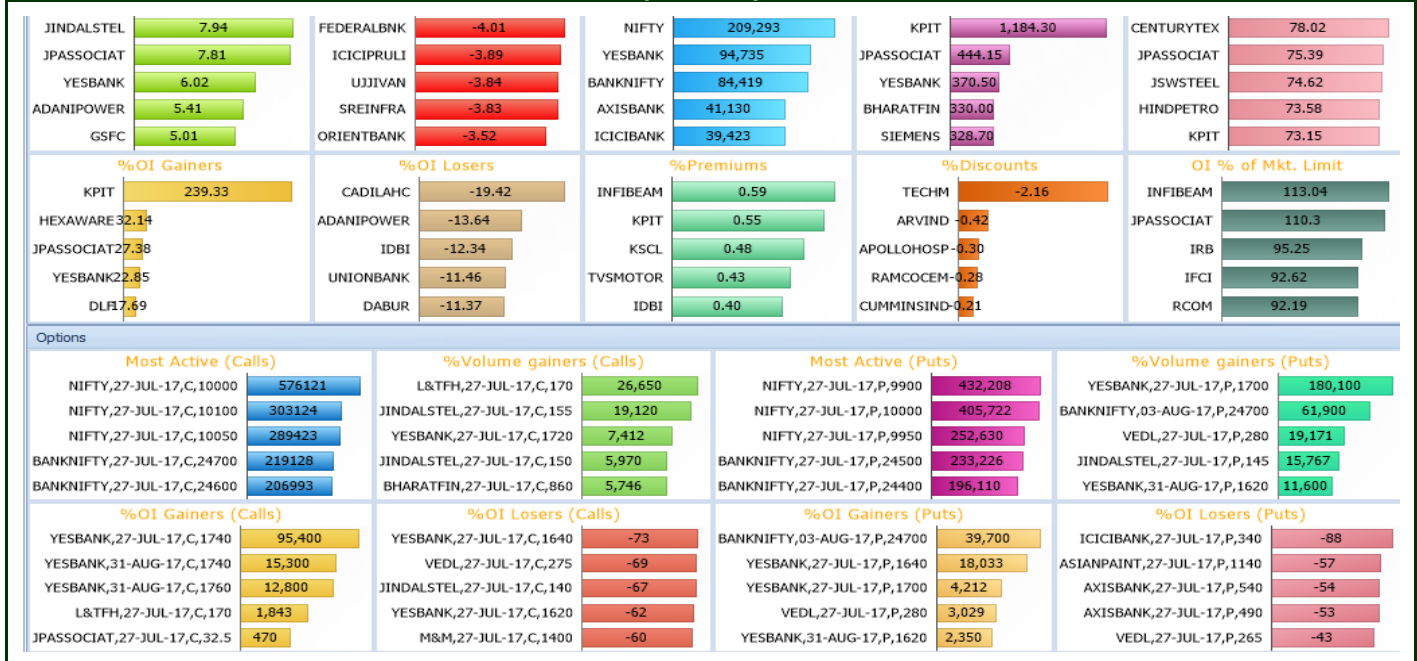 JINDALSTEL 7.94 FEDERALBNK -4.01 NIFTY 209,293 KPIT 1,184.30 CENTURYTEX 78.02
JPASSOCIAT 7.81 ICICIPRULI -3.89 YESBANK 94,735 JPASSOCIAT 444.15 JPASSOCIAT 75.39
YESBANK 6.02 UJJIVAN -3.84 BANKNIFTY 84,419 YESBANK 370.50 JSWSTEEL 74.62
ADANIPOWER 5.41 SREINFRA -3.83 AXISBANK 41,130 BHARATFIN 330.00 HINDPETRO 73.58
GSFC 5.01 ORIENTBANK -3.52 ICICIBANK 39,423 SIEMENS 328.70 KPIT 73.15
%OI Gainers %OI Losers %Premiums %Discounts OI % of Mkt. Limit
KPIT 239.33 CADILAHC -19.42 INFIBEAM 0.59 TECHM -2.16 INFIBEAM 113.04
HEXAWARE 32.14 ADANIPOWER -13.64 KPIT 0.55 ARVIND -0.42 JPASSOCIAT 110.3
JPASSOCIAT 27.38 IDBI -12.34 KSCL 0.48 APOLLOHOSP -0.30 IRB 95.25
YESBANK 22.85 UNIONBANK -11.46 TVSMOTOR 0.43 RAMCOCEM -0.28 IFCI 92.62
DLF 17.69 DABUR -11.37 IDBI 0.40 CUMMINSIND -0.21 RCOM 92.19
Options
Most Active (Calls) %Volume gainers (Calls) Most Active (Puts) %Volume gainers (Puts)
NIFTY,27-JUL-17,C,10000 576121 L&TFH,27-JUL-17,C,170 26,650 NIFTY,27-JUL-17,P,9900 432,208 YESBANK,27-JUL-17,P,1700 180,100
NIFTY,27-JUL-17,C,10100 303124 JINDALSTEL,27-JUL-17,C,155 19,120 NIFTY,27-JUL-17,P,10000 405,722 BANKNIFTY,03-AUG-17,P,24700 61,900
NIFTY,27-JUL-17,C,10050 289423 YESBANK,27-JUL-17,C,1720 7,412 NIFTY,27-JUL-17,P,9950 252,630 VEDL,27-JUL-17,P,280 19,171
BANKNIFTY,27-JUL-17,C,24700 219128 JINDALSTEL,27-JUL-17,C,150 5,970 BANKNIFTY,27-JUL-17,P,24500 233,226 JINDALSTEL,27-JUL-17,P,145 15,767
BANKNIFTY,27-JUL-17,C,24600 206993 BHARATFIN,27-JUL-17,C,860 5,746 BANKNIFTY,27-JUL-17,P,24400 196,110 YESBANK,31-AUG-17,P,1620 11,600
%OI Gainers (Calls) %OI Losers (Calls) %OI Gainers (Puts) %OI Losers (Puts)
YESBANK,27-JUL-17,C,1740 95,400 YESBANK,27-JUL-17,C,1640 -73 BANKNIFTY,03-AUG-17,P,24700 39,700 ICICIBANK,27-JUL-17,P,340 -88
YESBANK,31-AUG-17,C,1740 15,300 VEDL,27-JUL-17,C,275 -69 YESBANK,27-JUL-17,P,1640 18,033 ASIANPAINT,27-JUL-17,P,1140 -57
YESBANK,31-AUG-17,C,1760 12,800 JINDALSTEL,27-JUL-17,C,140 -67 YESBANK,27-JUL-17,P,1700 4,212 AXISBANK,27-JUL-17,P,540 -54
L&TFH,27-JUL-17,C,170 1,843 YESBANK,27-JUL-17,C,1620 -62 VEDL,27-JUL-17,P,280 3,029 AXISBANK,27-JUL-17,P,490 -53
JPASSOCIAT,27-JUL-17,C,32.5 470 M&M,27-JUL-17,C,1400 -60 YESBANK,31-AUG-17,P,1620 2,350 VEDL,27-JUL-17,P,265 -43